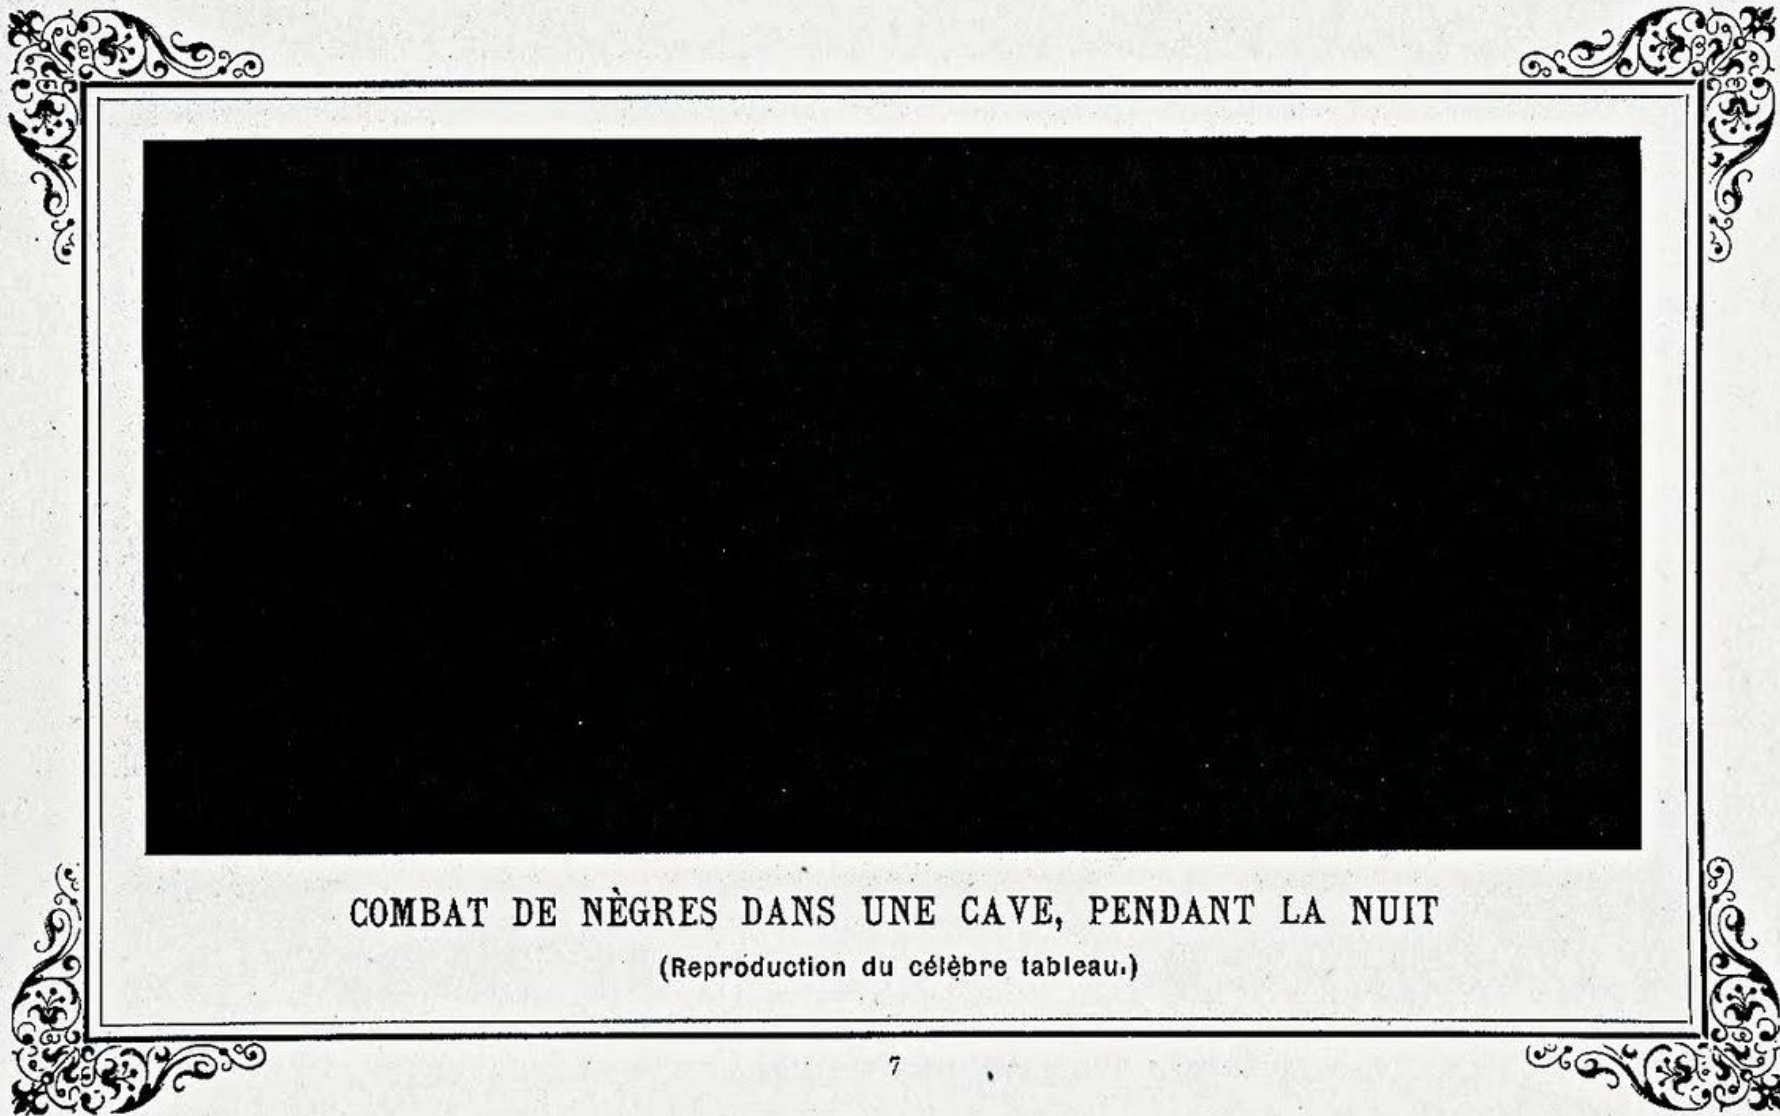 COMBAT DE NÈGRES DANS UNE CAVE, PENDANT LA NUIT
(Reproduction du célèbre tableau.)
7